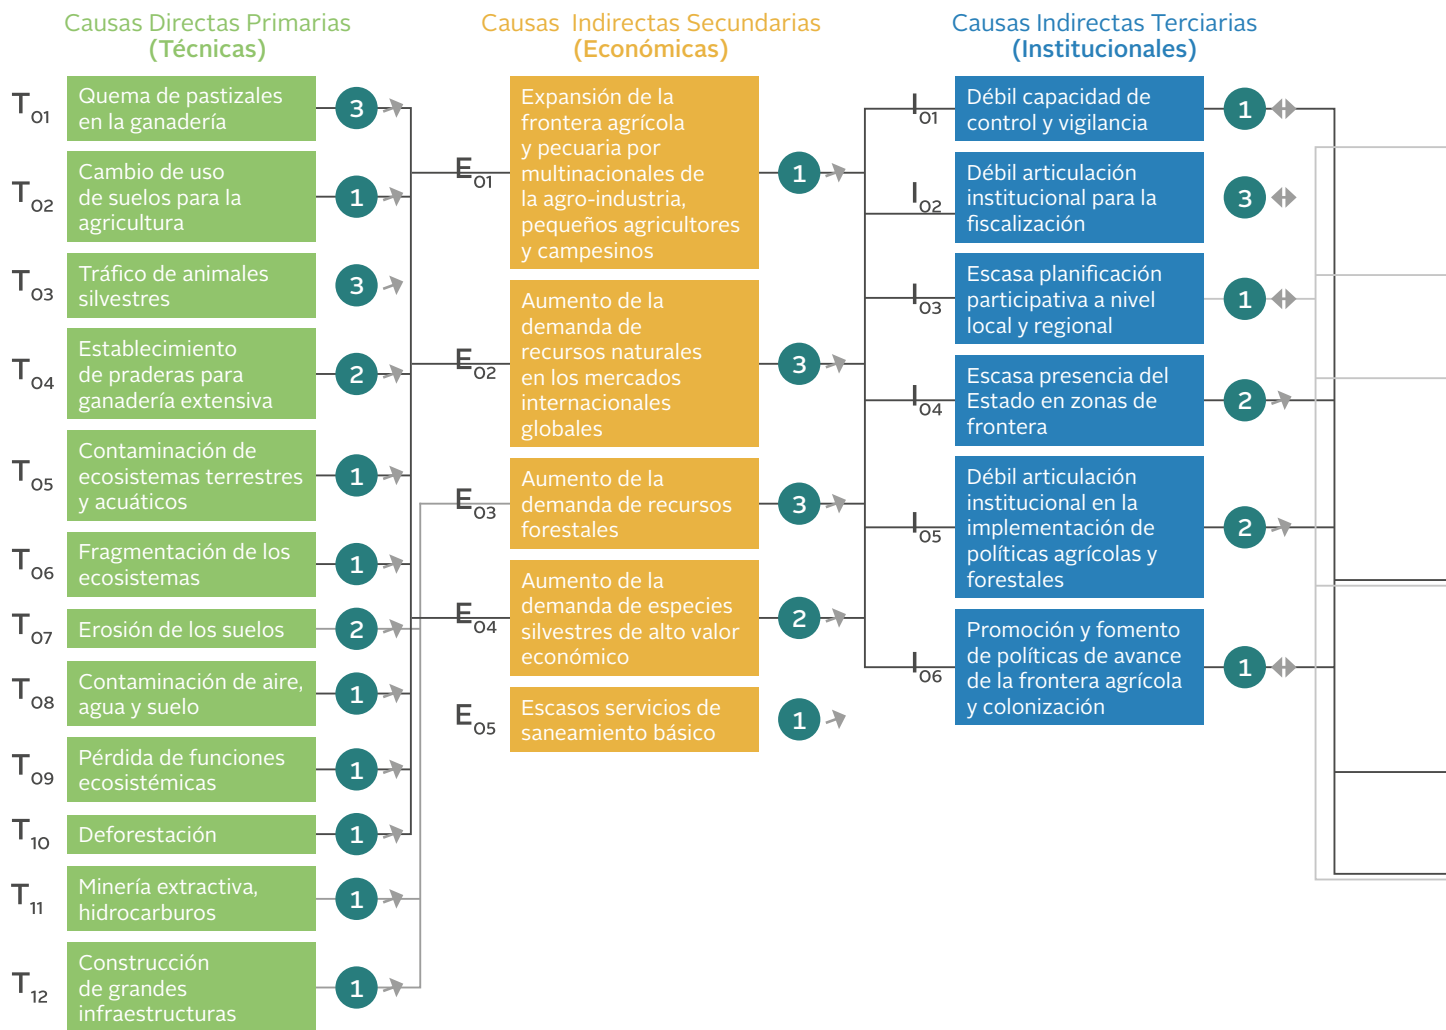 Causas Directas Primarias
(Técnicas)
T01
Quema de pastizales
en la ganadería
3
T02
Cambio de uso
de suelos para la
agricultura
1
T03
Tráfico de animales
silvestres
3
T04
Establecimiento
de praderas para
ganadería extensiva
2
T05
Contaminación de
ecosistemas terrestres
y acuáticos
1
T06
Fragmentación de los
ecosistemas
1
T07
Erosión de los suelos
2
T08
Contaminación de aire,
agua y suelo
1
T09
Pérdida de funciones
ecosistémicas
1
T10
Deforestación
1
T11
Minería extractiva,
hidrocarburos
1
T12
Construcción
de grandes
infraestructuras
1
Causas Indirectas Secundarias
(Económicas)
E01
Expansión de la
frontera agrícola
y pecuaria por
multinacionales de
la agro-industria,
pequeños agricultores
y campesinos
1
E02
Aumento de la
demanda de
recursos naturales
en los mercados
internacionales
globales
3
E03
Aumento de la
demanda de recursos
forestales
3
E04
Aumento de la
demanda de especies
silvestres de alto valor
económico
2
E05
Escasos servicios de
saneamiento básico
1
Causas Indirectas Terciarias
(Institucionales)
I01
Débil capacidad de
control y vigilancia
1
I02
Débil articulación
institucional para la
fiscalización
3
I03
Escasa planificación
participativa a nivel
local y regional
1
I04
Escasa presencia del
Estado en zonas de
frontera
2
I05
Débil articulación
institucional en la
implementación de
políticas agrícolas y
forestales
2
I06
Promoción y fomento
de políticas de avance
de la frontera agrícola
y colonización
1